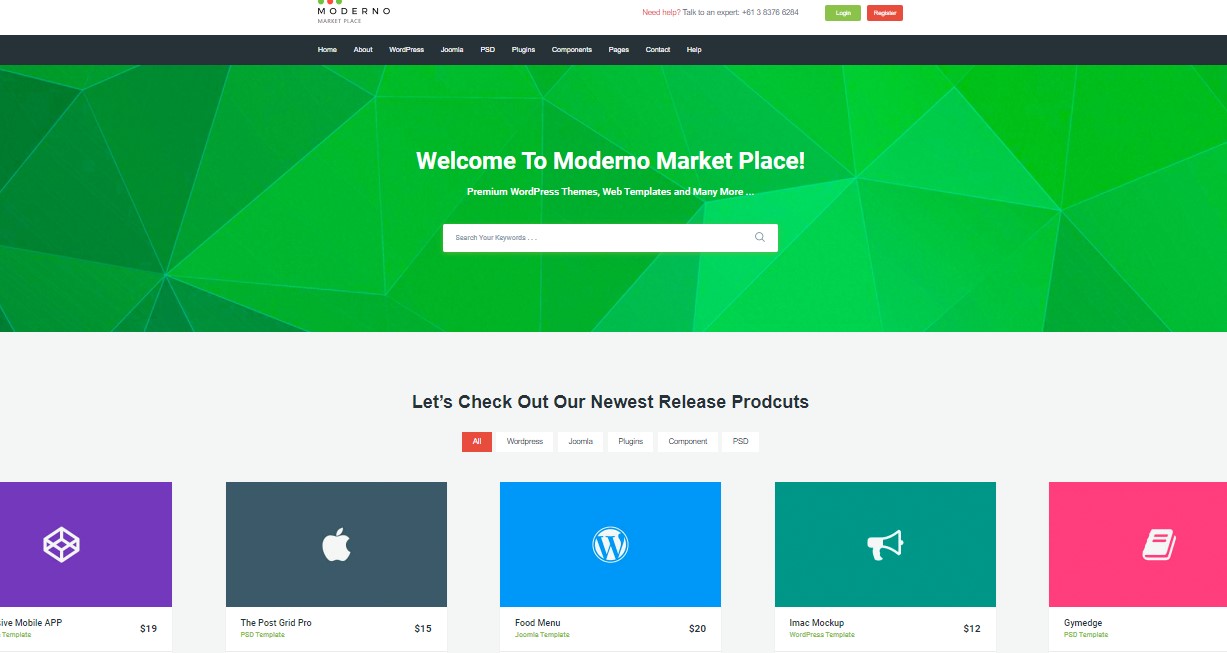 MODERNO
MARKET PLACE
Need help? Talk to an expert: +61 3 8376 6284
Login
Register
Home About WordPress Joomla PSD Plugins Components Pages Contact Help
Welcome To Moderno Market Place!
Premium WordPress Themes, Web Templates and Many More ...
Search Your Keywords . . .
Let's Check Out Our Newest Release Prodcuts
All Wordpress Joomla Plugins Component PSD
sive Mobile APP
Template
$19
The Post Grid Pro
PSD Template
$15
Food Menu
Joomla Template
$20
Imac Mockup
WordPress Template
$12
Gymedge
PSD Template